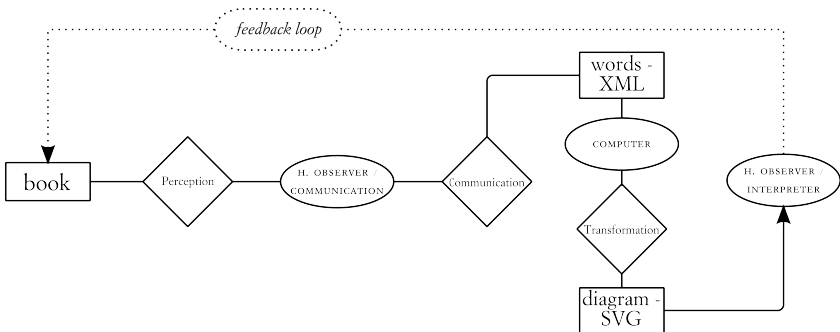 feedback loop
words -
XML
COMPUTER
book
Perception
H. OBSERVER /
COMMUNICATION
Communication
H. OBSERVER /
INTERPRETER
Transformation
diagram -
SVG